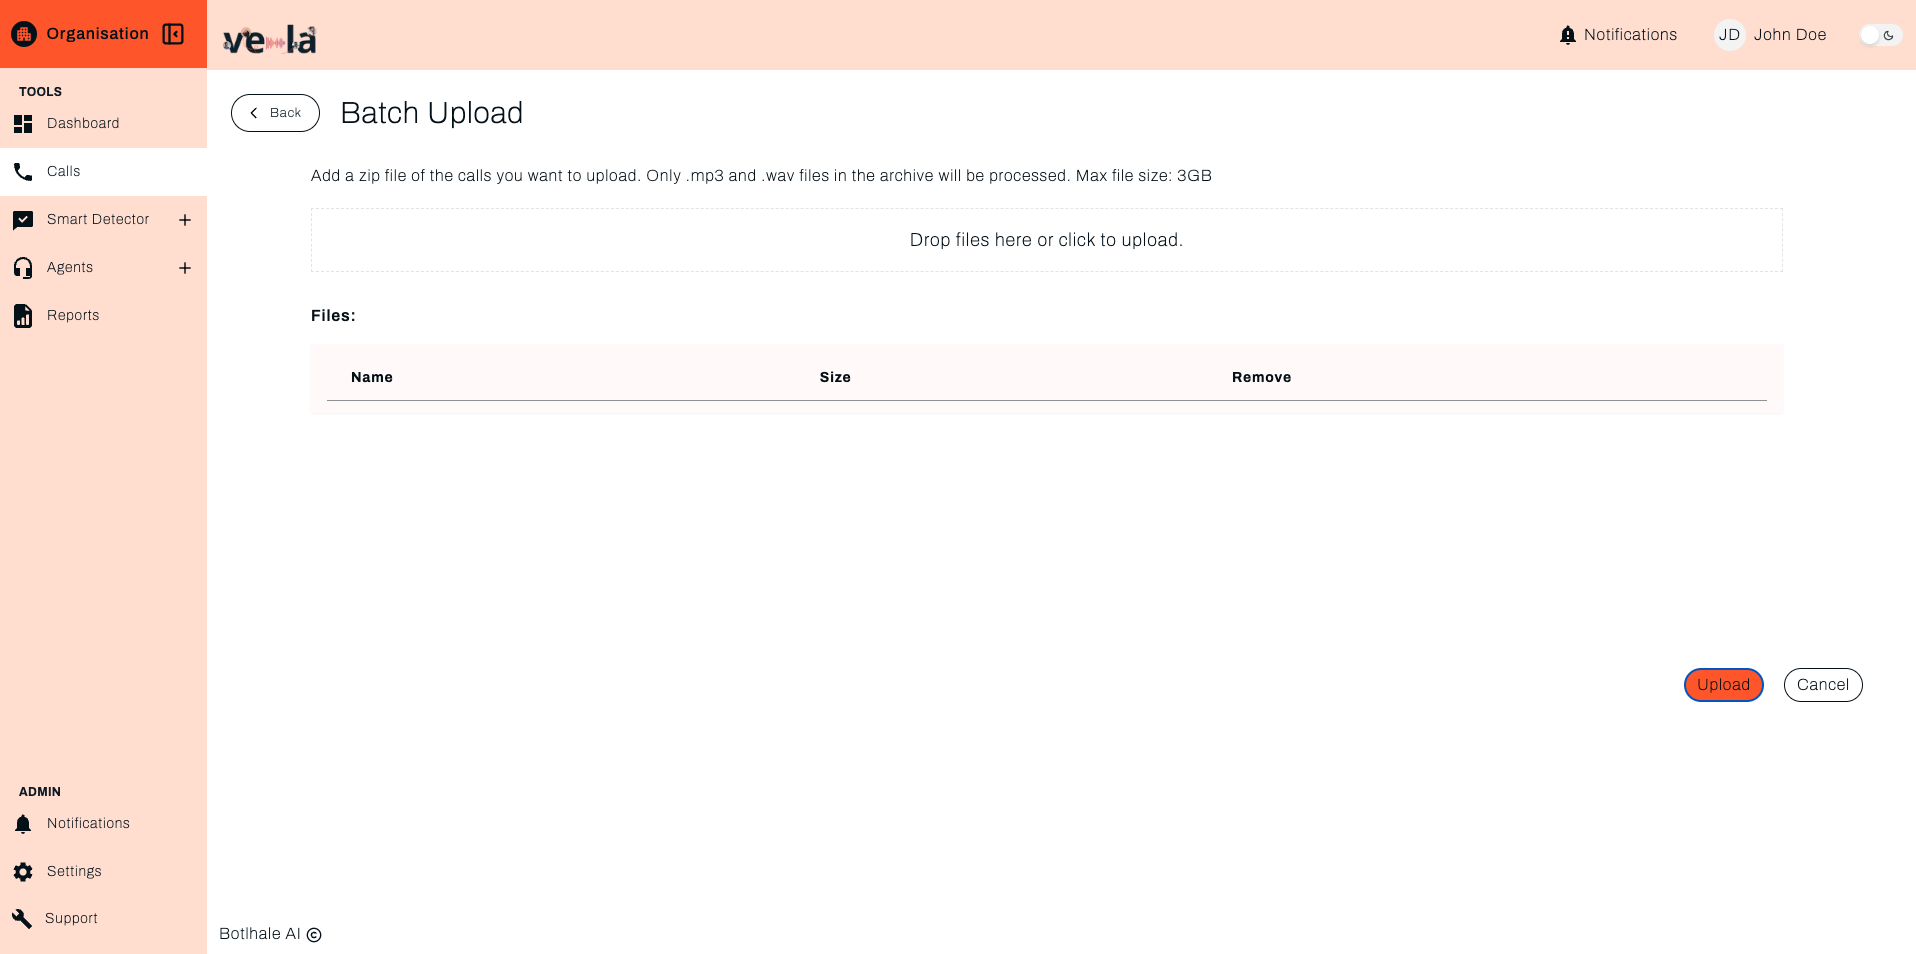 Organisation
vela
Notifications
JD
John Doe
TOOLS
Dashboard
Calls
Smart Detector
Agents
Reports
Back
Batch Upload
Add a zip file of the calls you want to upload. Only .mp3 and .wav files in the archive will be processed. Max file size: 3GB
Drop files here or click to upload.
Files:
Name Size Remove
Upload
Cancel
ADMIN
Notifications
Settings
Support
Botlhale AI ©